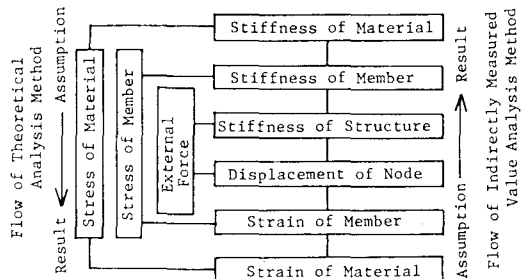 Flow of Theoretical
Analysis Method
Assumption
Result
Stress of Material
Stress of Member
External
Force
Stiffness of Material
Stiffness of Member
Stiffness of Structure
Displacement of Node
Strain of Member
Strain of Material
Result
Assumption
Flow of Indirectly Measured
Value Analysis Method